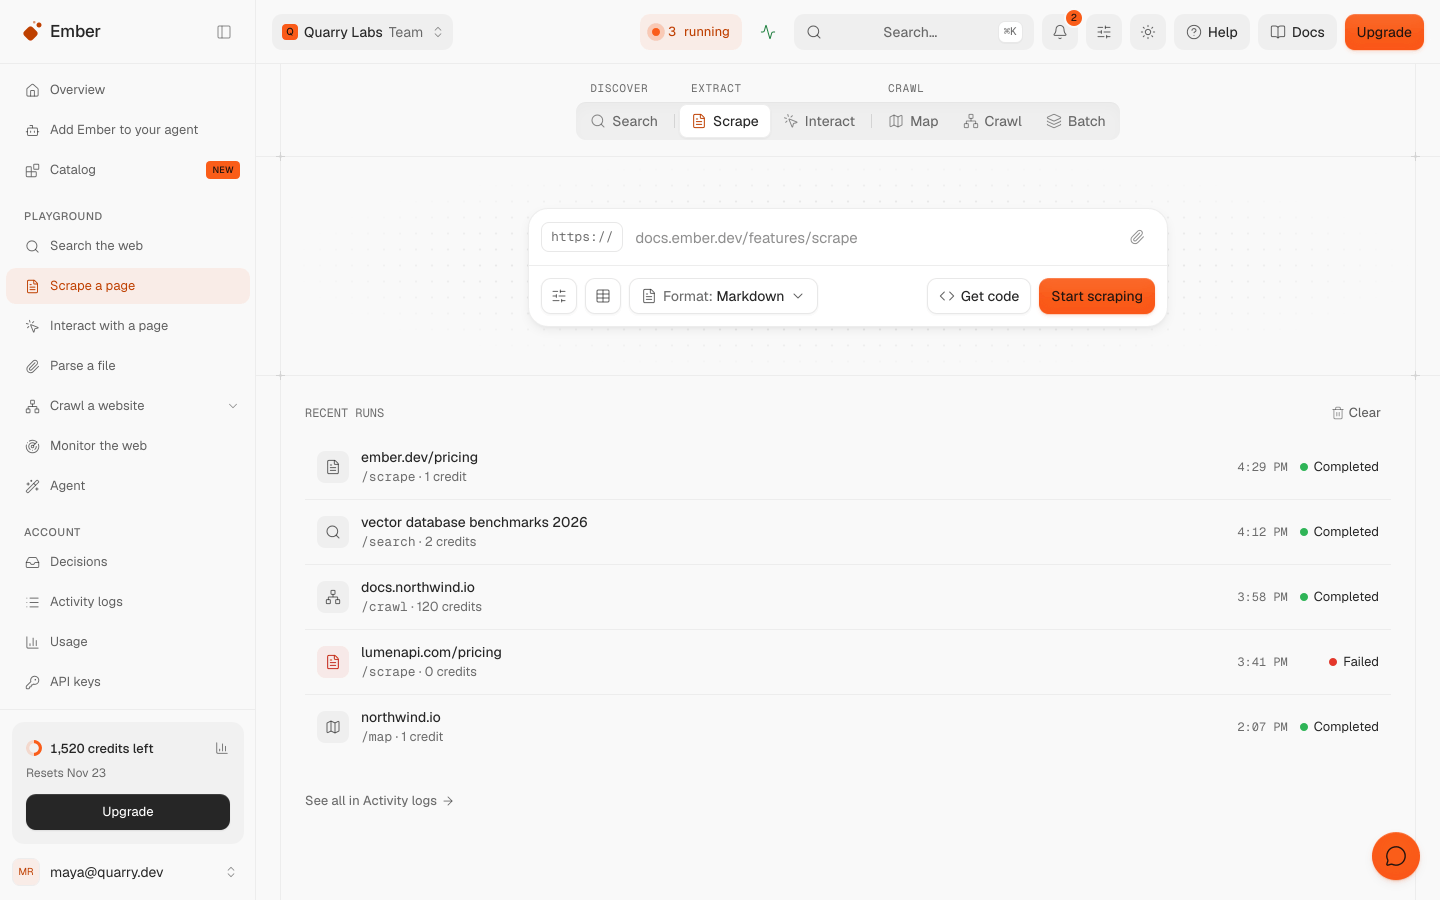 Ember
Quarry Labs Team
3 running
Search...
⌘K
2
Help
Docs
Upgrade
Overview
Add Ember to your agent
Catalog
NEW
PLAYGROUND
Search the web
Scrape a page
Interact with a page
Parse a file
Crawl a website
Monitor the web
Agent
ACCOUNT
Decisions
Activity logs
Usage
API keys
1,520 credits left
Resets Nov 23
Upgrade
MR
maya@quarry.dev
DISCOVER
EXTRACT
CRAWL
Search
Scrape
Interact
Map
Crawl
Batch
https://
docs.ember.dev/features/scrape
Format: Markdown
Get code
Start scraping
RECENT RUNS
Clear
ember.dev/pricing
/scrape · 1 credit
4:29 PM
Completed
vector database benchmarks 2026
/search · 2 credits
4:12 PM
Completed
docs.northwind.io
/crawl · 120 credits
3:58 PM
Completed
lumenapi.com/pricing
/scrape · 0 credits
3:41 PM
Failed
northwind.io
/map · 1 credit
2:07 PM
Completed
See all in Activity logs →